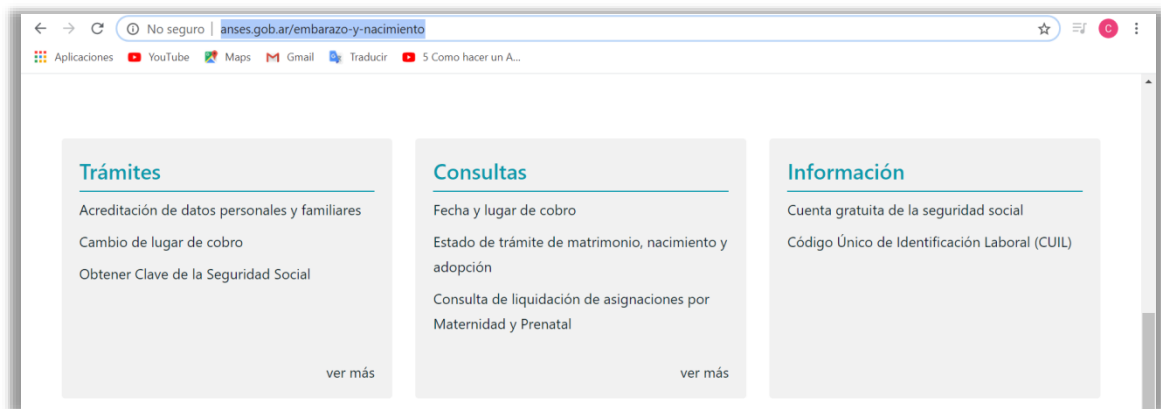 No seguro | anses.gob.ar/embarazo-y-nacimiento
C
Aplicaciones YouTube Maps Gmail Traducir 5 Como hacer un A...
Trámites
Acreditación de datos personales y familiares
Cambio de lugar de cobro
Obtener Clave de la Seguridad Social
ver más
Consultas
Fecha y lugar de cobro
Estado de trámite de matrimonio, nacimiento y
adopción
Consulta de liquidación de asignaciones por
Maternidad y Prenatal
ver más
Información
Cuenta gratuita de la seguridad social
Código Único de Identificación Laboral (CUIL)